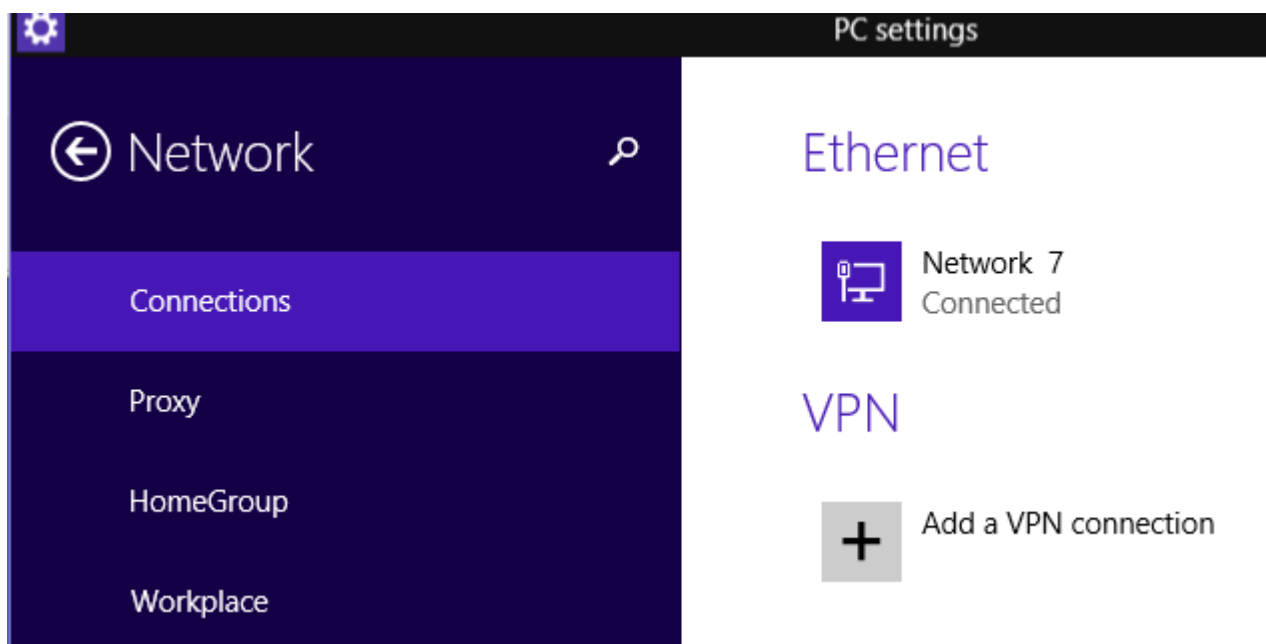 PC settings
Network
Connections
Proxy
HomeGroup
Workplace
Ethernet
Network 7
Connected
VPN
Add a VPN connection